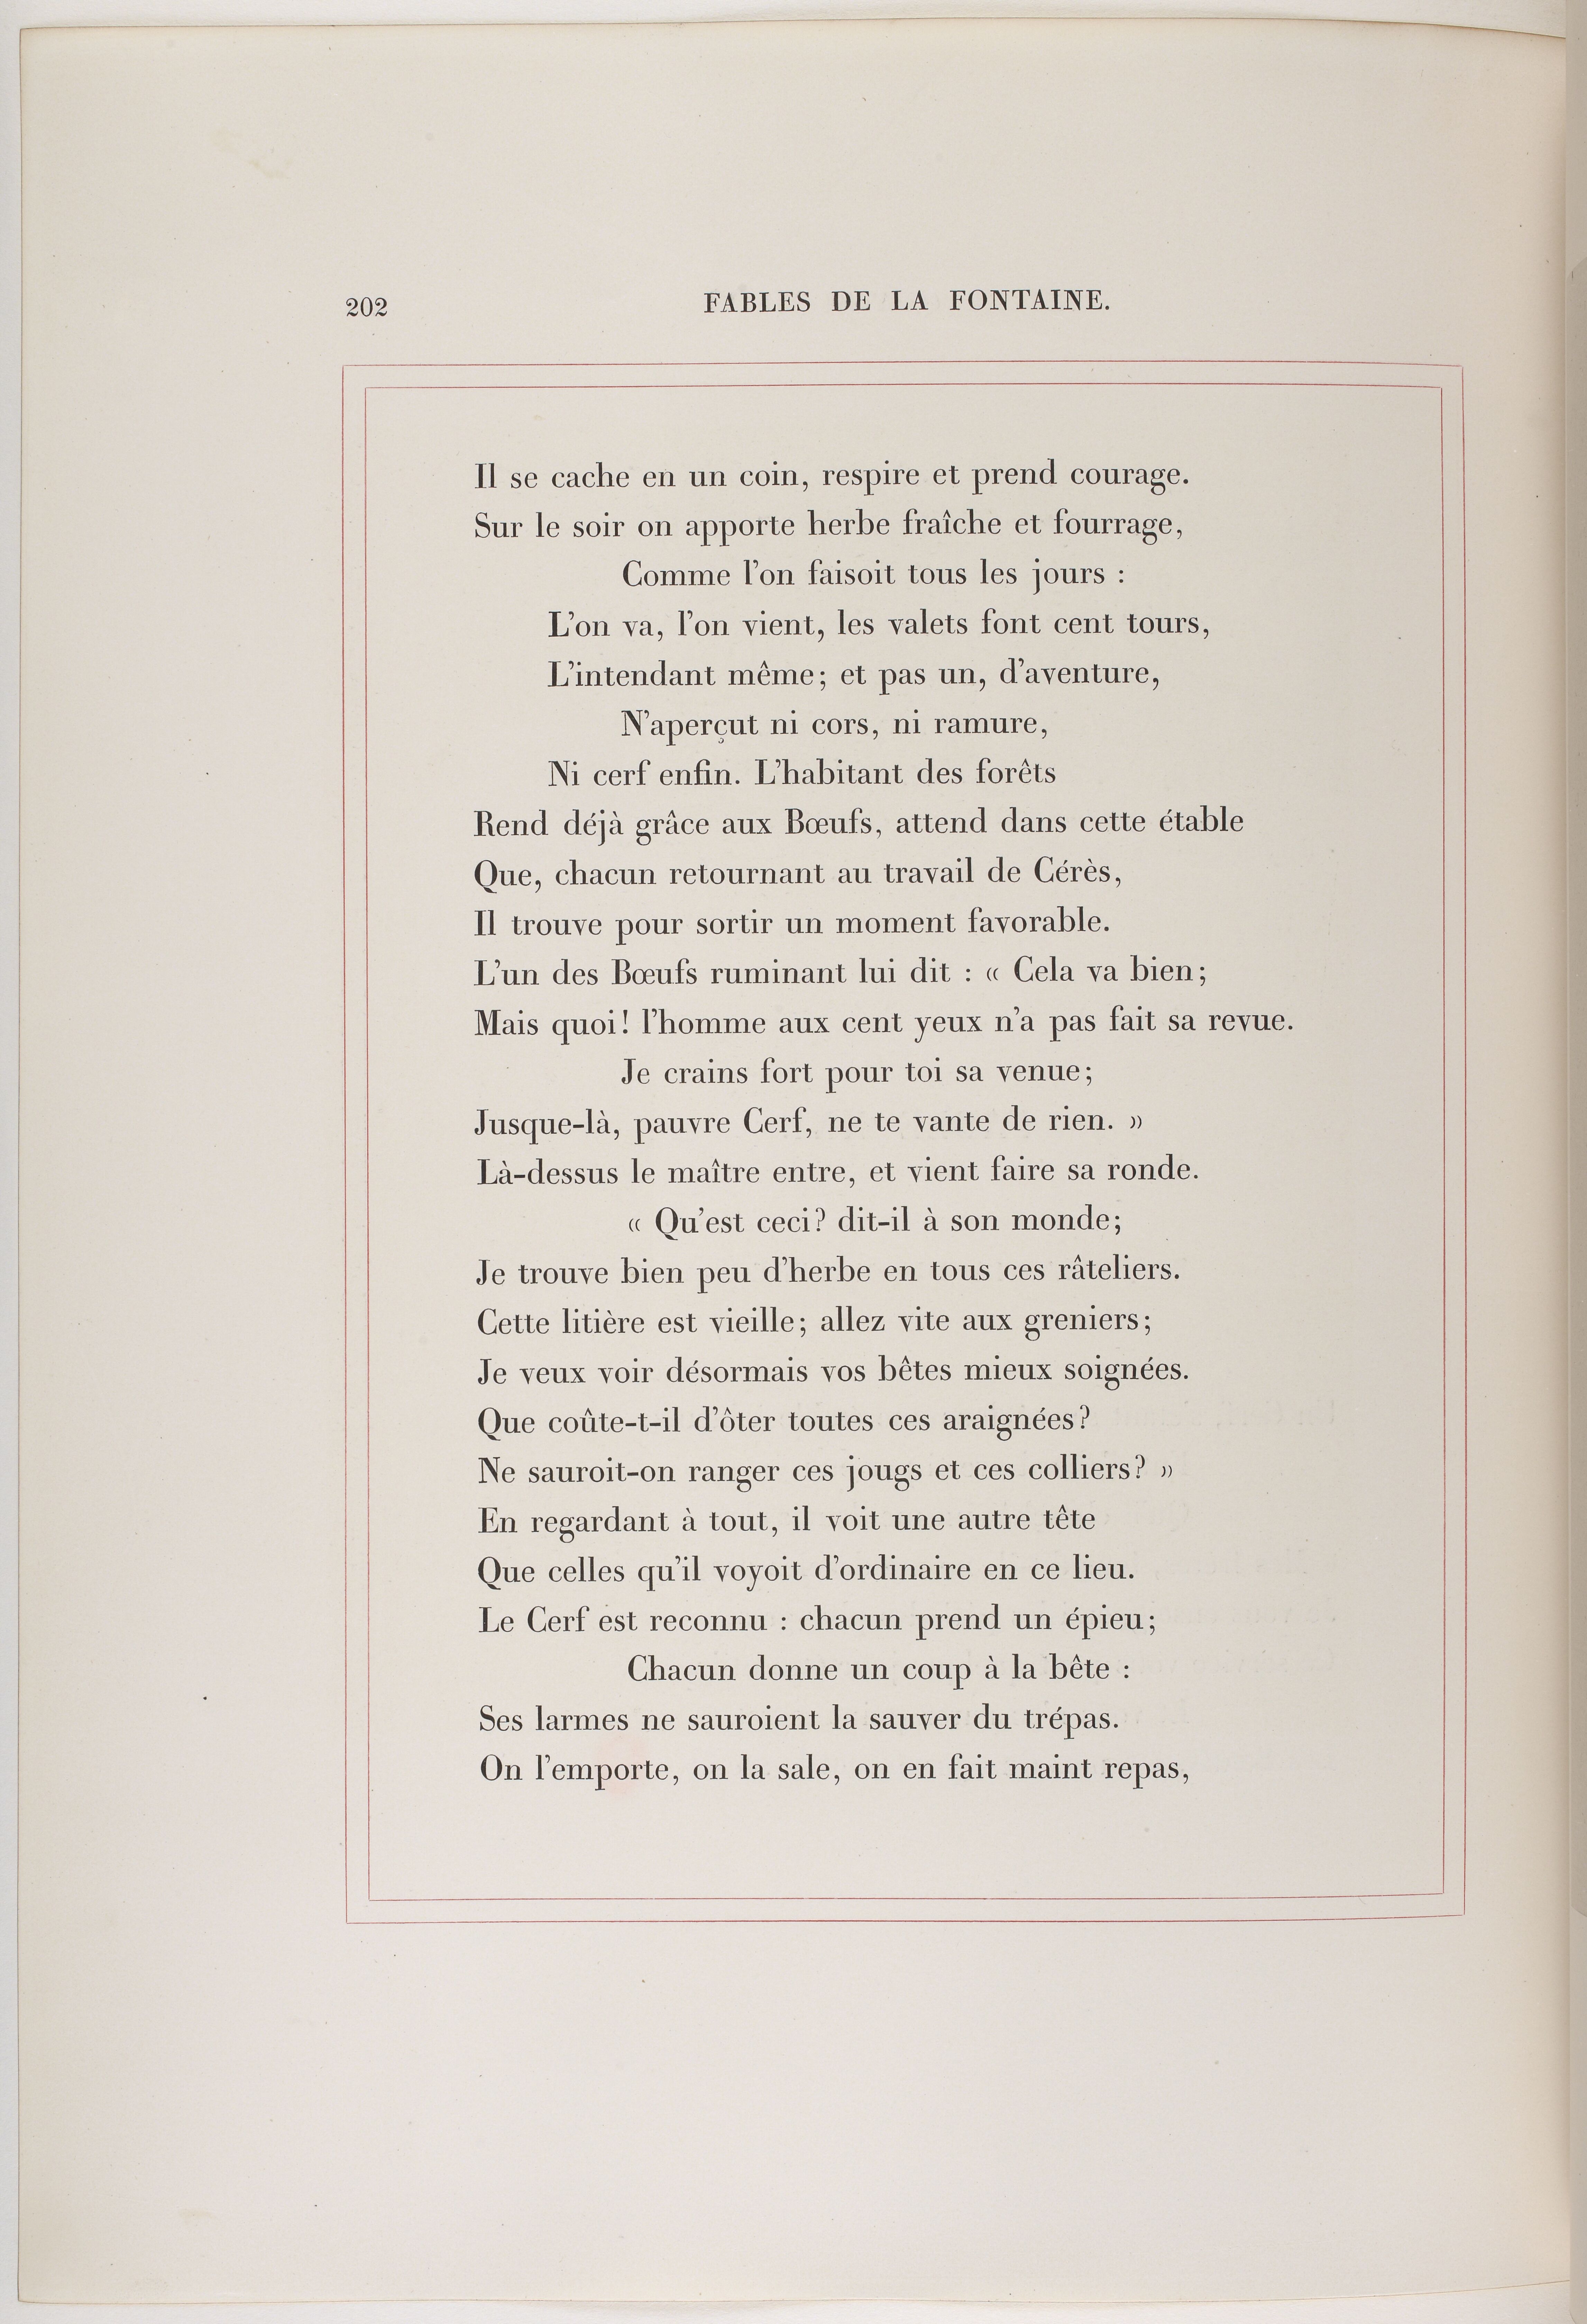 202
FABLES DE LA FONTAINE.
Il se cache en un coin, respire et prend courage.
Sur le soir on apporte herbe fraîche et fourrage,
Comme l'on faisoit tous les jours :
L'on va, l'on vient, les valets font cent tours,
L'intendant même; et pas un, d'aventure,
N'aperçut ni cors, ni ramure,
Ni cerf enfin. L'habitant des forêts
Rend déjà grâce aux Bœufs, attend dans cette étable
Que, chacun retournant au travail de Cérès,
Il trouve pour sortir un moment favorable.
L'un des Bœufs ruminant lui dit : « Cela va bien;
Mais quoi! l'homme aux cent yeux n'a pas fait sa revue.
Je crains fort pour toi sa venue;
Jusque-là, pauvre Cerf, ne te vante de rien. »
Là-dessus le maître entre, et vient faire sa ronde.
« Qu'est ceci? dit-il à son monde;
Je trouve bien peu d'herbe en tous ces râteliers.
Cette litière est vieille; allez vite aux greniers;
Je veux voir désormais vos bêtes mieux soignées.
Que coûte-t-il d'ôter toutes ces araignées?
Ne sauroit-on ranger ces jougs et ces colliers? »
En regardant à tout, il voit une autre tête
Que celles qu'il voyoit d'ordinaire en ce lieu.
Le Cerf est reconnu : chacun prend un épieu;
Chacun donne un coup à la bête :
Ses larmes ne sauroient la sauver du trépas.
On l'emporte, on la sale, on en fait maint repas,